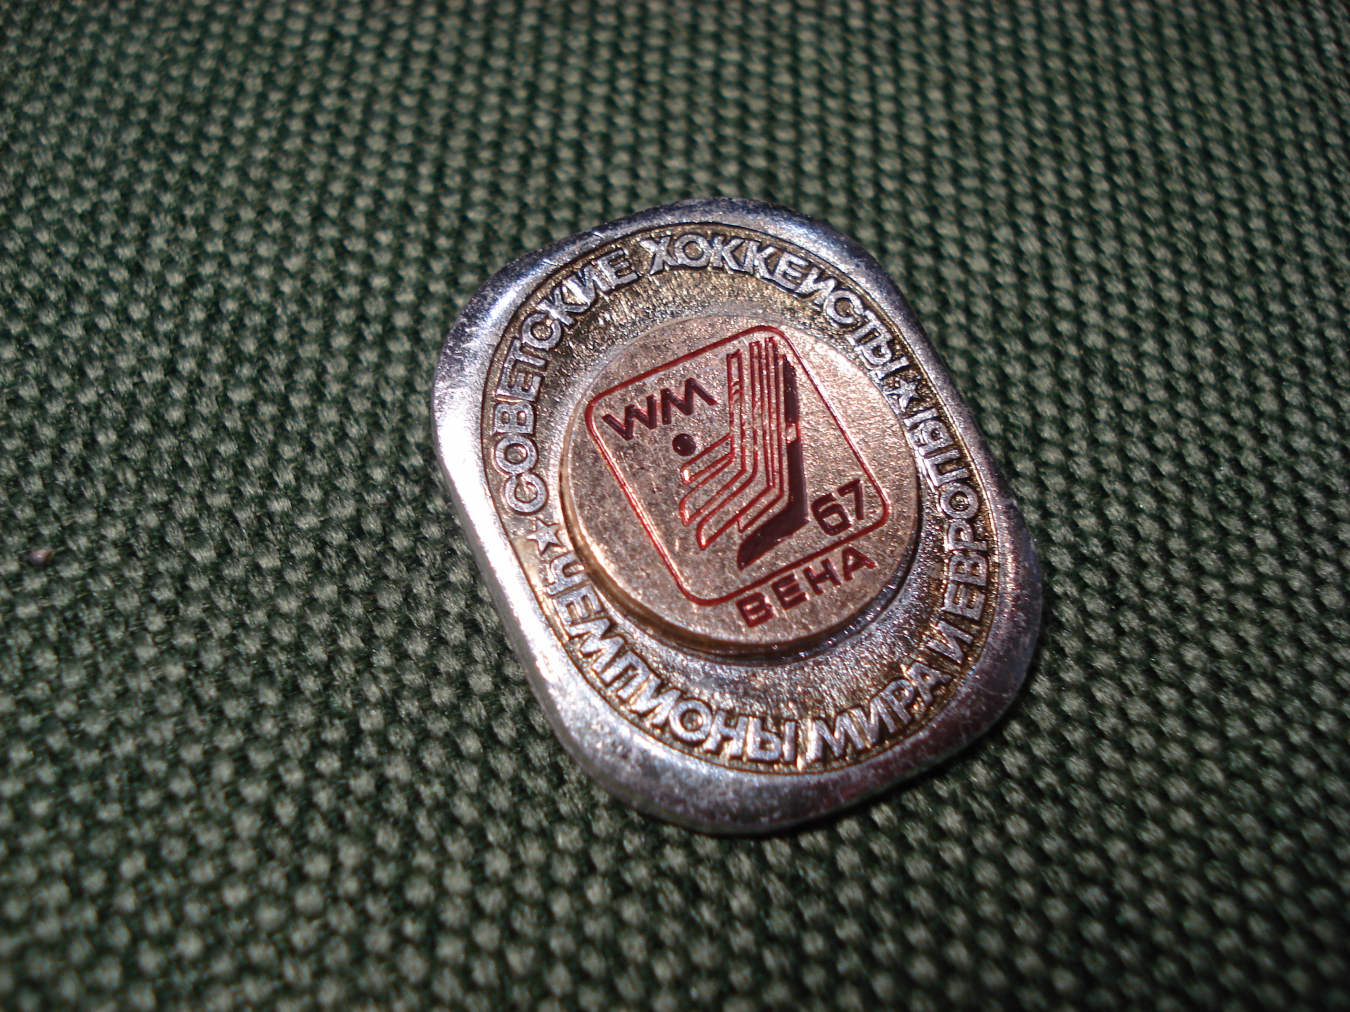 СОВЕТСКИЕ ХОККЕИСТЫ
ЧЕМПИОНЫ МИРА И ЕВРОПЫ
WM
67
ВЕНА